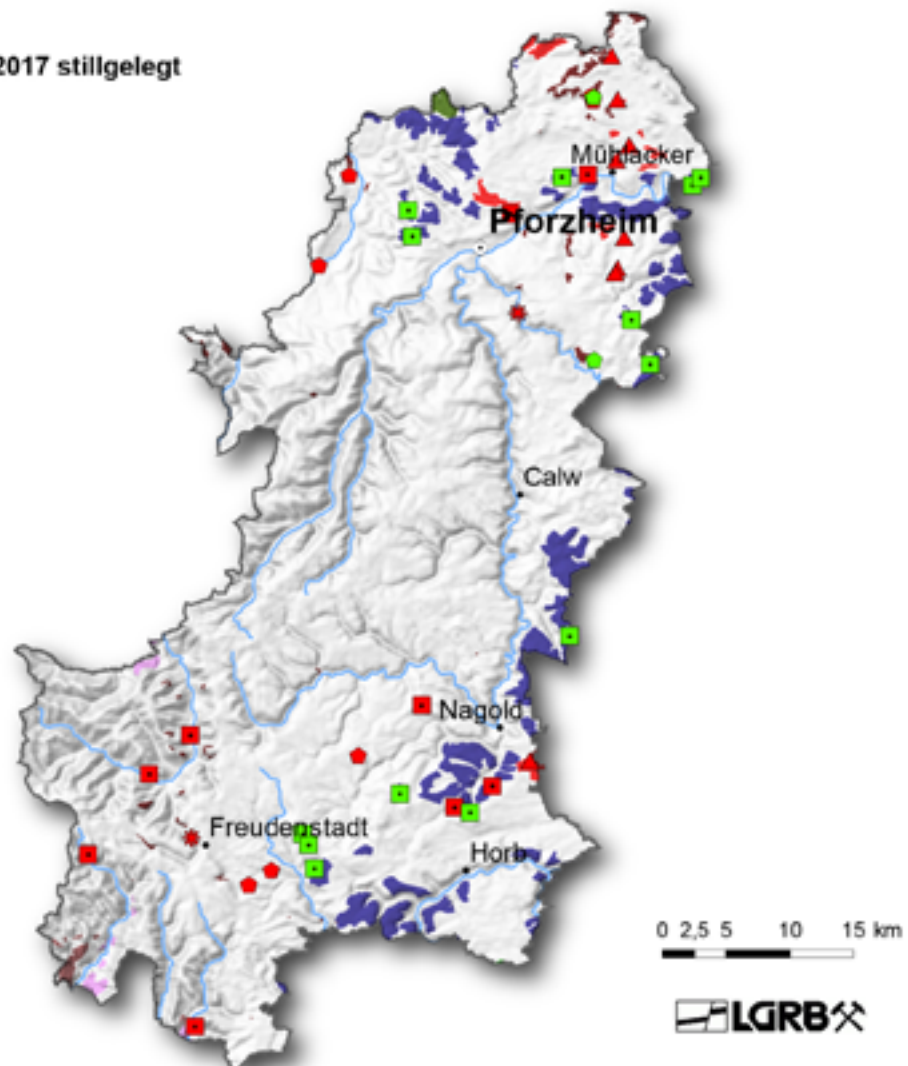 2017 stillgelegt
Mühlacker
Pforzheim
Calw
Nagold
Freudenstadt
Horb
0 2,5 5 10 15 km
LGRB